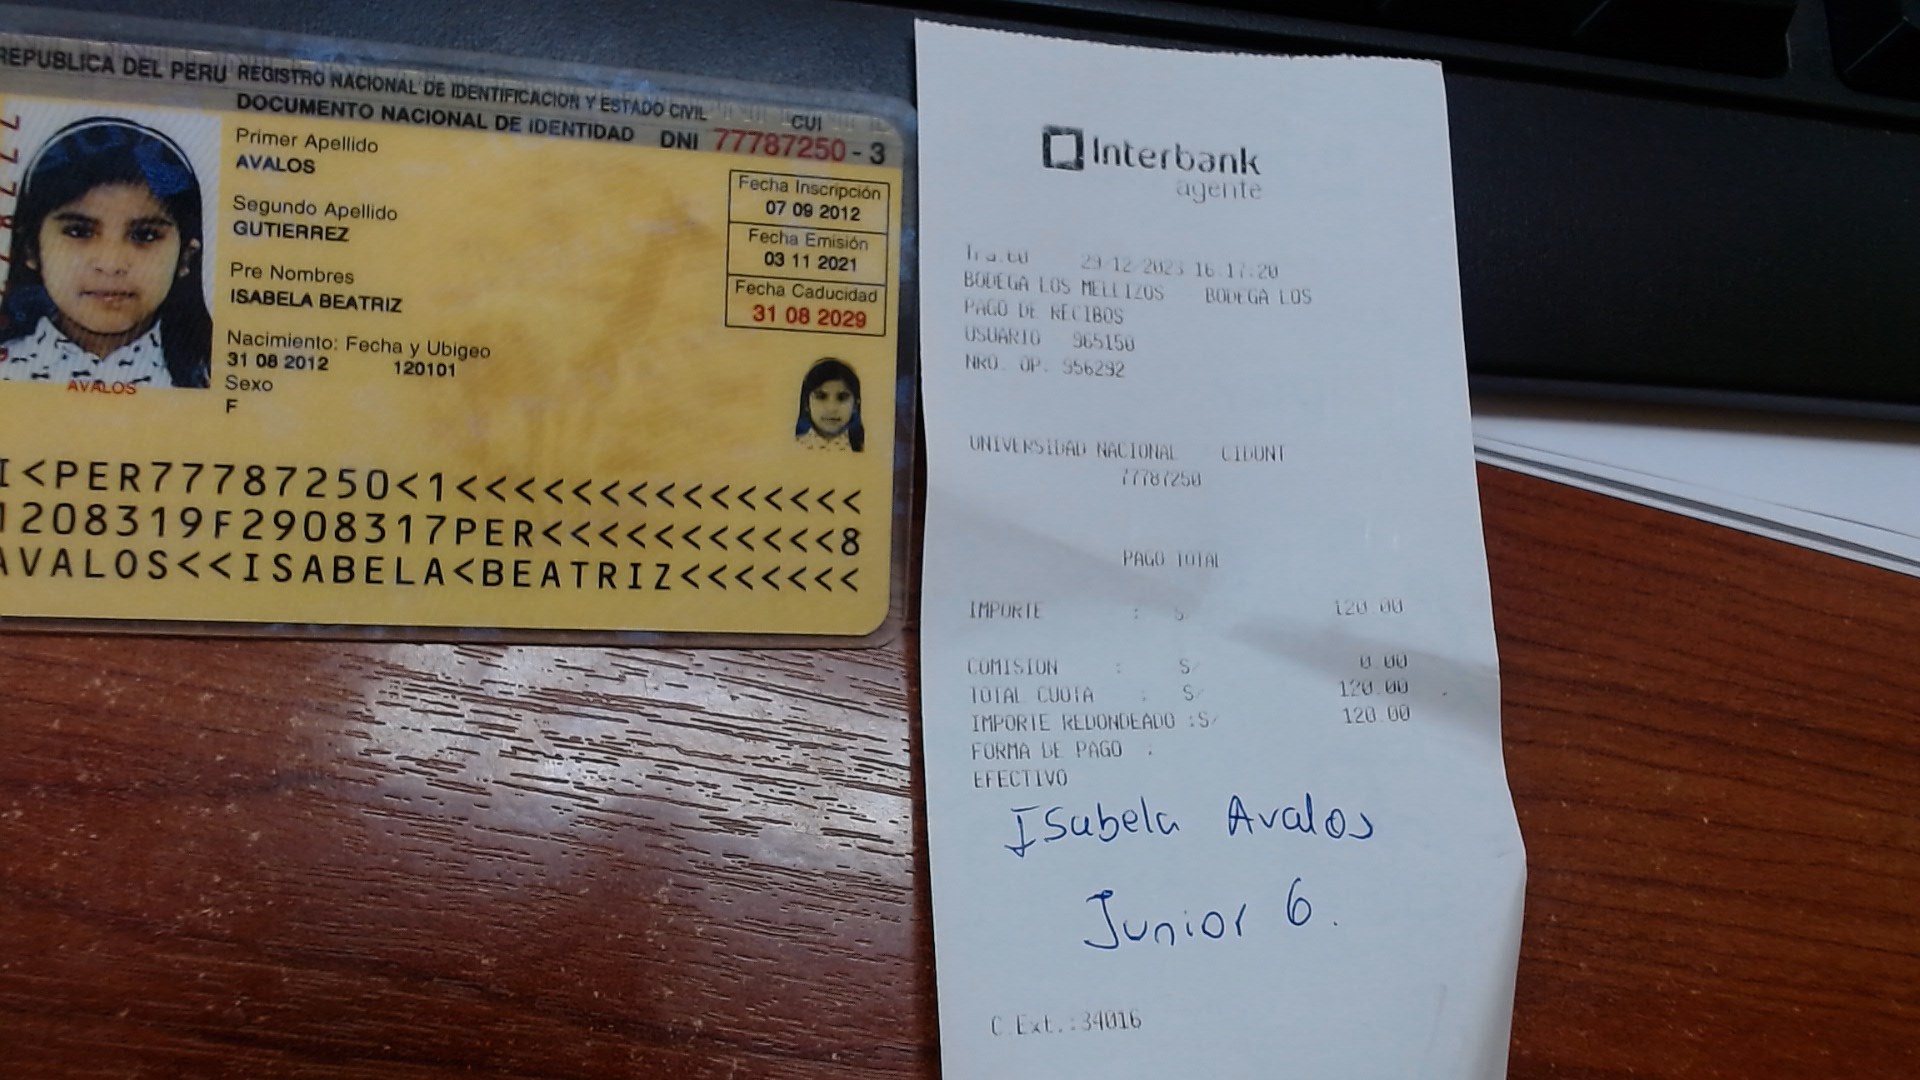 REPUBLICA DEL PERU REGISTRO NACIONAL DE IDENTIFICACION Y ESTADO CIVIL
DOCUMENTO NACIONAL DE IDENTIDAD DNI 77787250 - 3
CUI
Primer Apellido
AVALOS
Segundo Apellido
GUTIERREZ
Pre Nombres
ISABELA BEATRIZ
Nacimiento: Fecha y Ubigeo
31 08 2012 120101
Sexo
F
Fecha Inscripción
07 09 2012
Fecha Emisión
03 11 2021
Fecha Caducidad
31 08 2029
AVALOS
I<PER77787250<1<<<<<<<<<<<<<<<
1208319F2908317PER<<<<<<<<<<<8
AVALOS<<ISABELA<BEATRIZ<<<<<<<
Interbank
agente
29/12/2023 16:17:20
BODEGA LOS MELLIZOS BODEGA LOS
PAGO DE RECIBOS
USUARIO 965150
NRO. OP. 956292
UNIVERSIDAD NACIONAL CIDUNT
77787250
PAGO TOTAL
IMPORTE : S/ 120.00
COMISION : S/ 0.00
TOTAL CUOTA : S/ 120.00
IMPORTE REDONDEADO :S/ 120.00
FORMA DE PAGO :
EFECTIVO
Isabela Avalos
Junior 6.
C.Ext.:34016